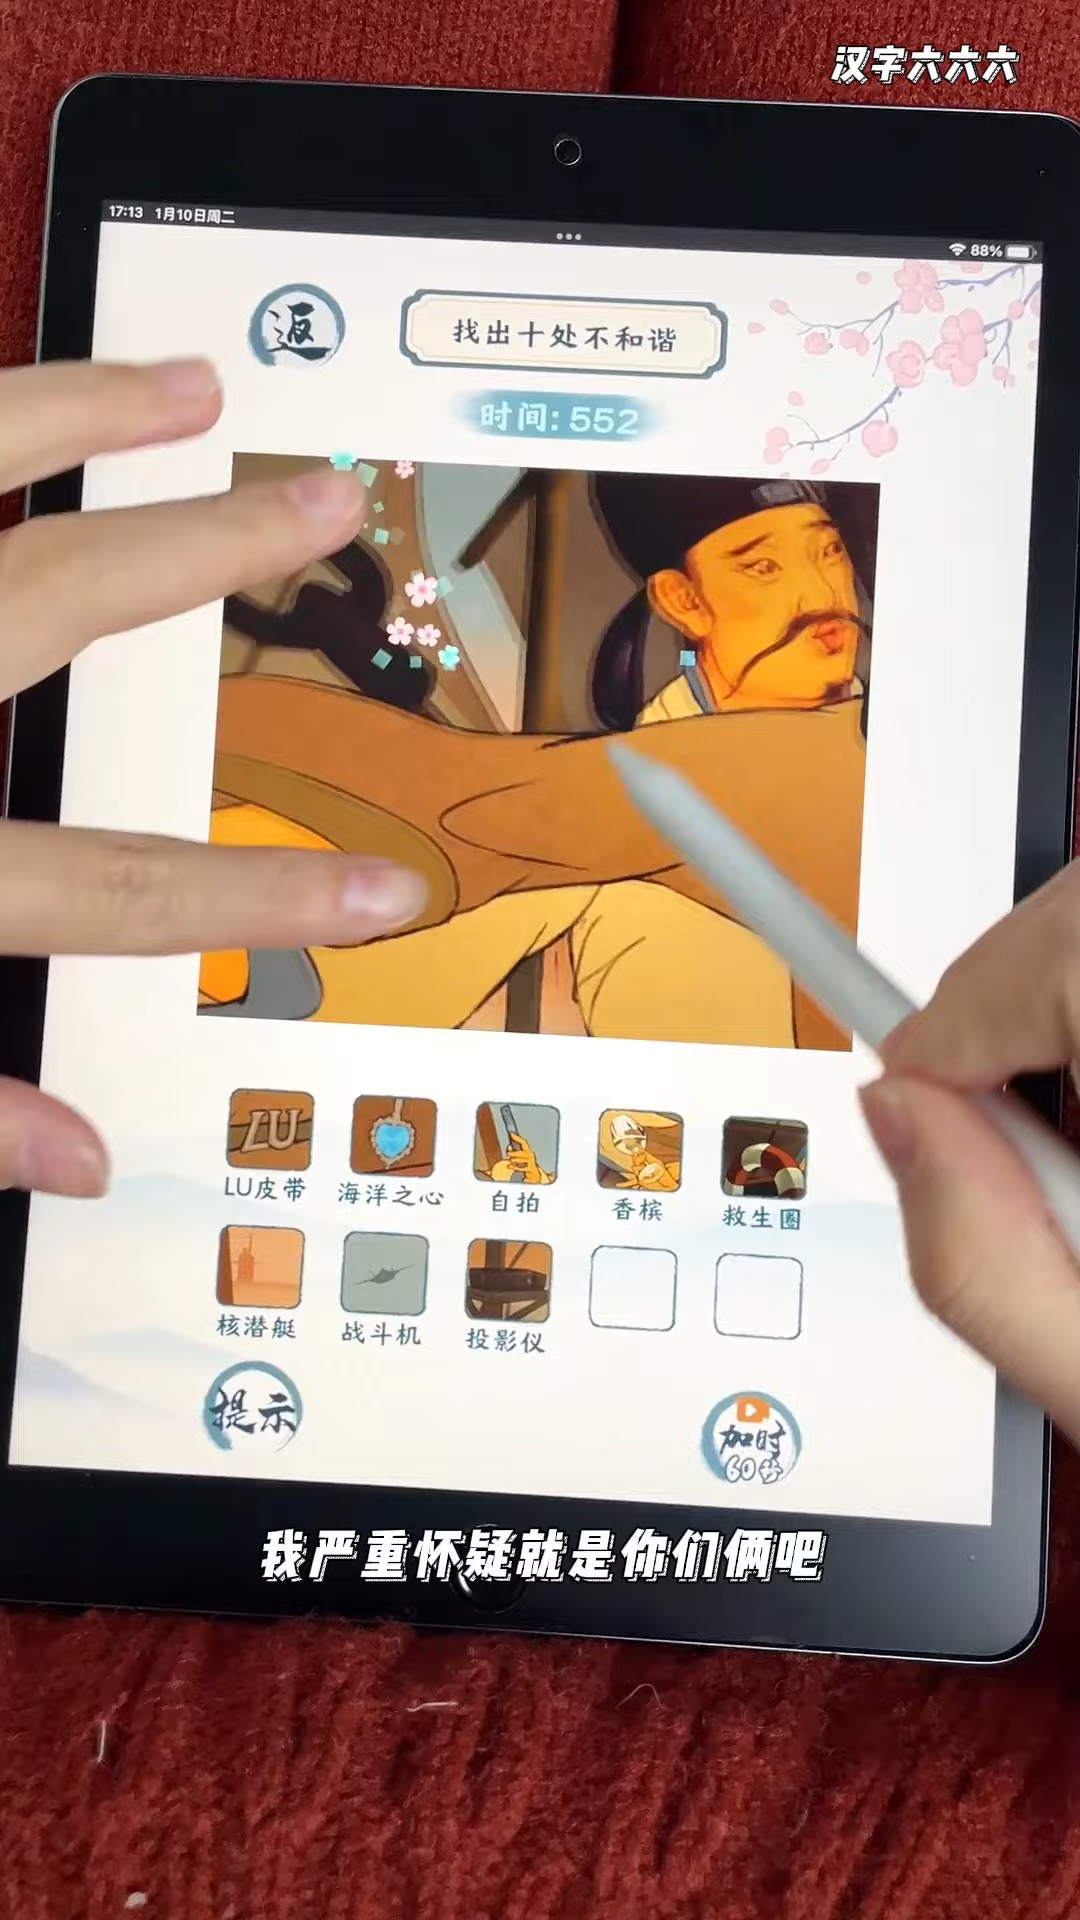 汉字六六六
17:13 1月10日周二
88%
返
找出十处不和谐
时间: 552
LU
LU皮带
海洋之心
自拍
香槟
救生圈
核潜艇
战斗机
投影仪
提示
加时
60秒
我严重怀疑就是你们俩吧